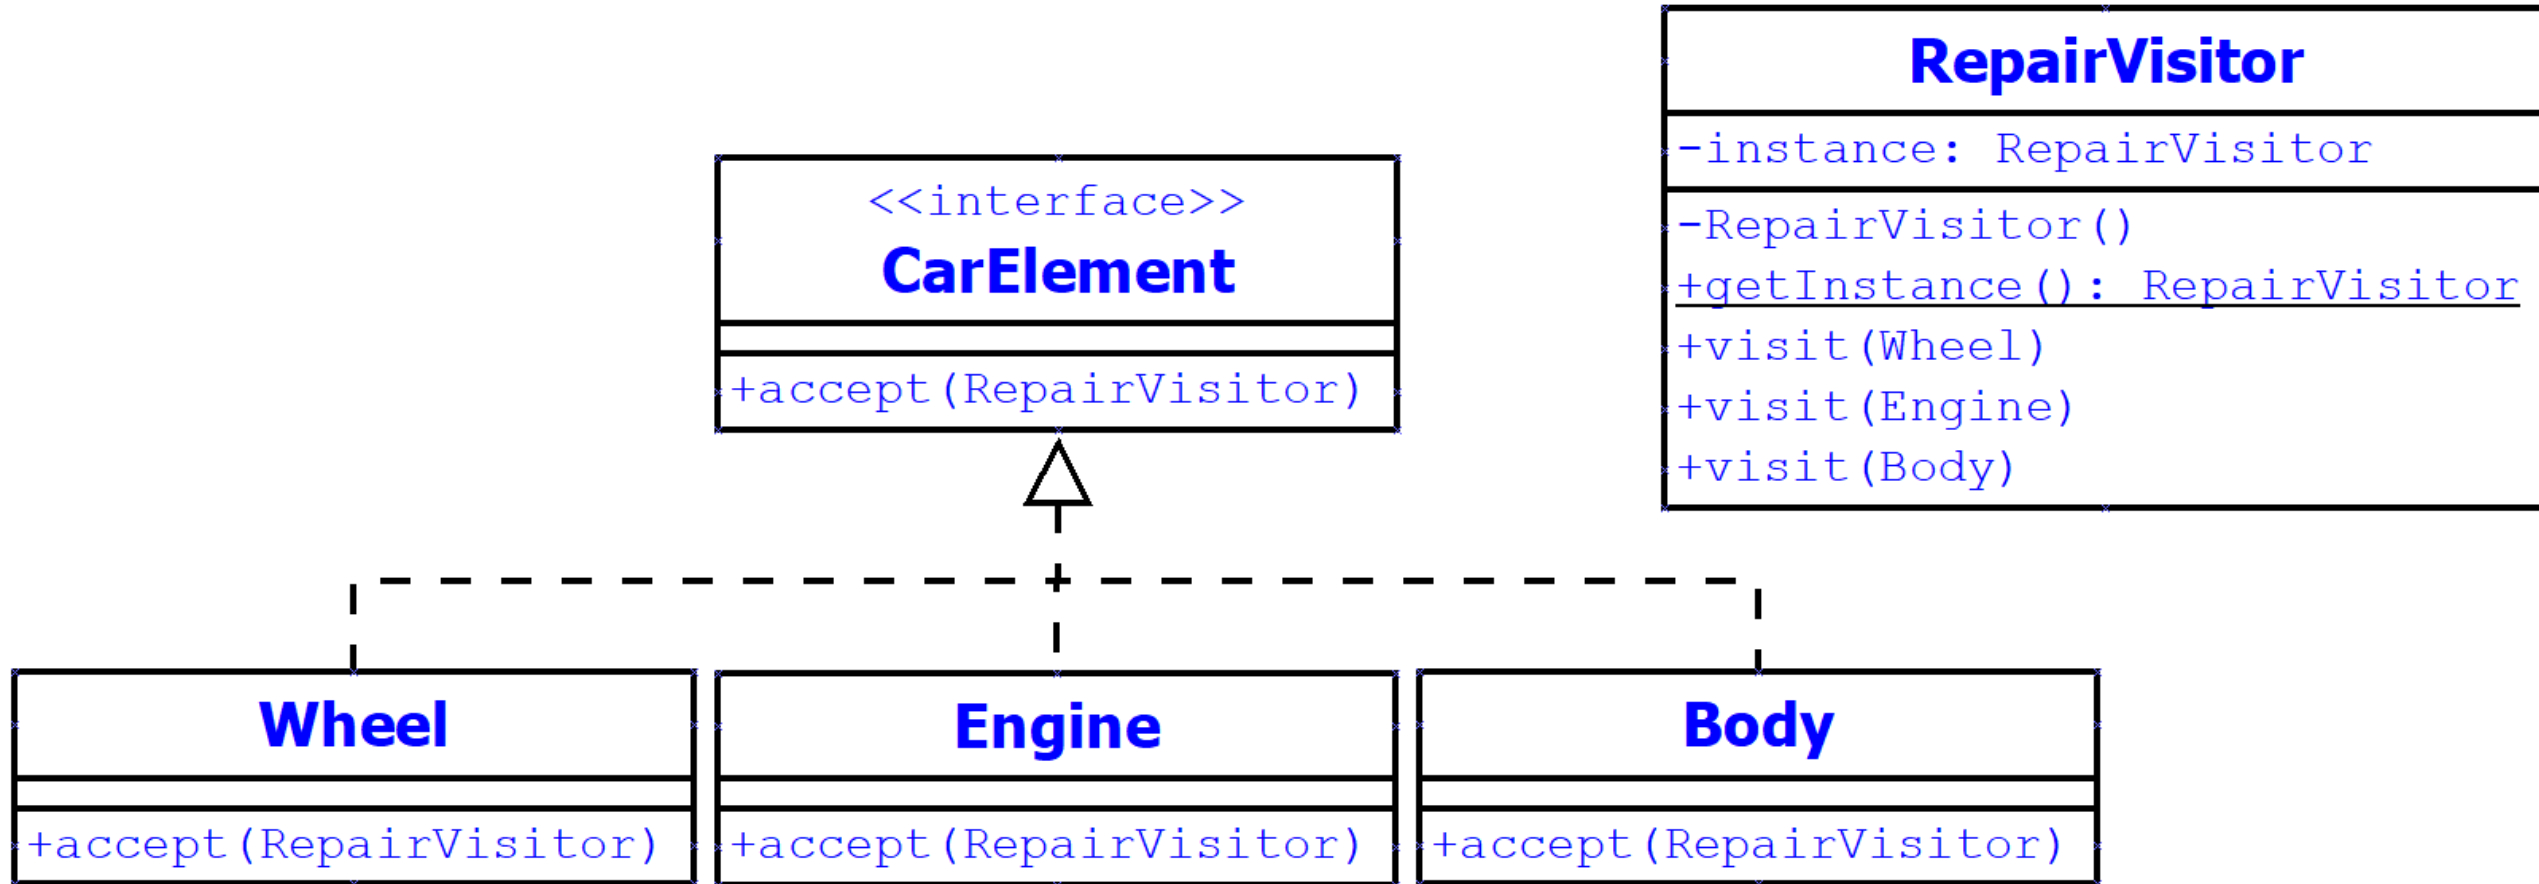 RepairVisitor
-instance: RepairVisitor
-RepairVisitor()
+getInstance(): RepairVisitor
+visit(Wheel)
+visit(Engine)
+visit(Body)
<<interface>>
CarElement
+accept(RepairVisitor)
Wheel
+accept(RepairVisitor)
Engine
+accept(RepairVisitor)
Body
+accept(RepairVisitor)